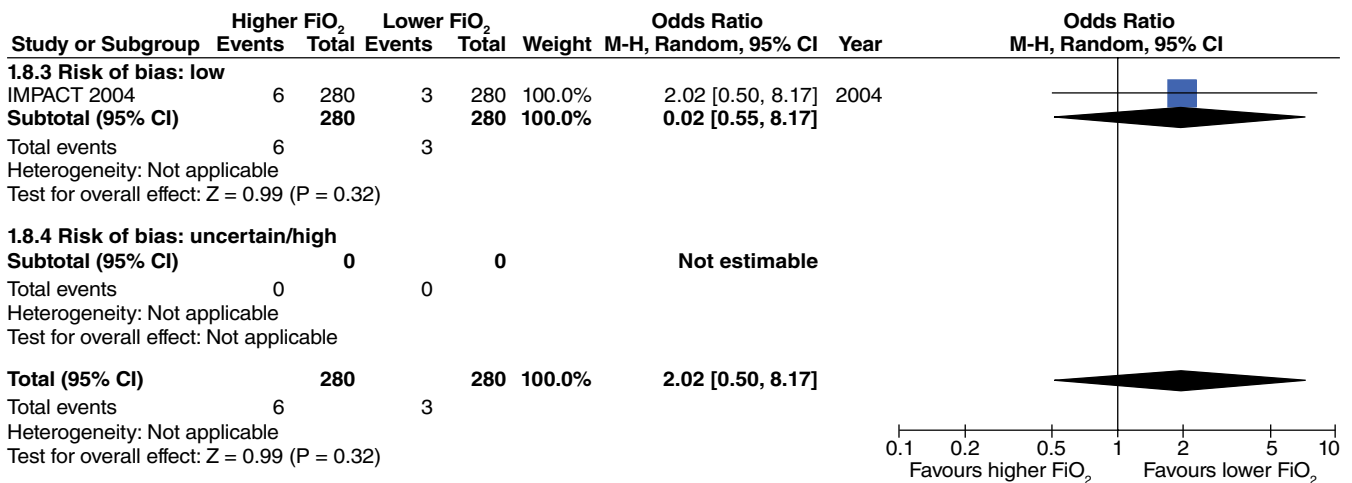 Higher FiO₂ Lower FiO₂ Odds Ratio Odds Ratio
Study or Subgroup Events Total Events Total Weight M-H, Random, 95% CI Year M-H, Random, 95% CI
1.8.3 Risk of bias: low
IMPACT 2004 6 280 3 280 100.0% 2.02 [0.50, 8.17] 2004
Subtotal (95% CI) 280 280 100.0% 0.02 [0.55, 8.17]
Total events 6 3
Heterogeneity: Not applicable
Test for overall effect: Z = 0.99 (P = 0.32)
1.8.4 Risk of bias: uncertain/high
Subtotal (95% CI) 0 0 Not estimable
Total events 0 0
Heterogeneity: Not applicable
Test for overall effect: Not applicable
Total (95% CI) 280 280 100.0% 2.02 [0.50, 8.17]
Total events 6 3
Heterogeneity: Not applicable
Test for overall effect: Z = 0.99 (P = 0.32)
0.1 0.2 0.5 1 2 5 10
Favours higher FiO₂ Favours lower FiO₂